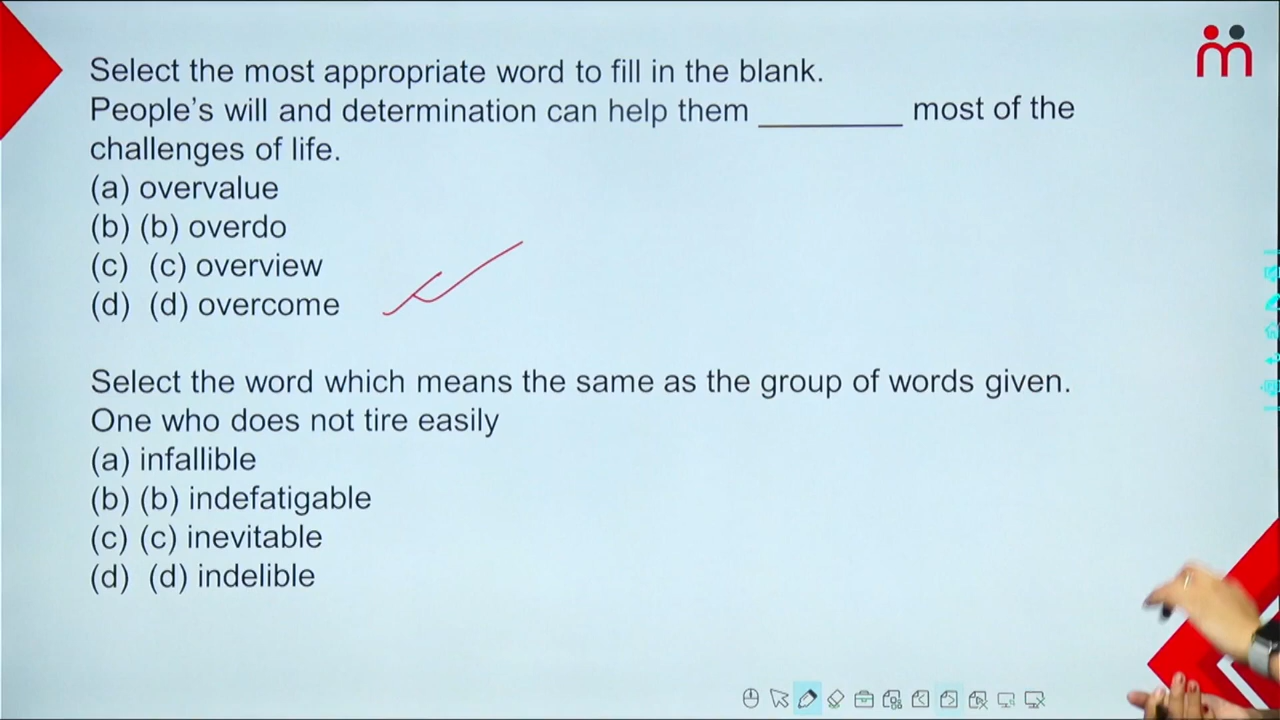 Select the most appropriate word to fill in the blank.
People's will and determination can help them _________ most of the
challenges of life.
(a) overvalue
(b) (b) overdo
(c) (c) overview
(d) (d) overcome
Select the word which means the same as the group of words given.
One who does not tire easily
(a) infallible
(b) (b) indefatigable
(c) (c) inevitable
(d) (d) indelible